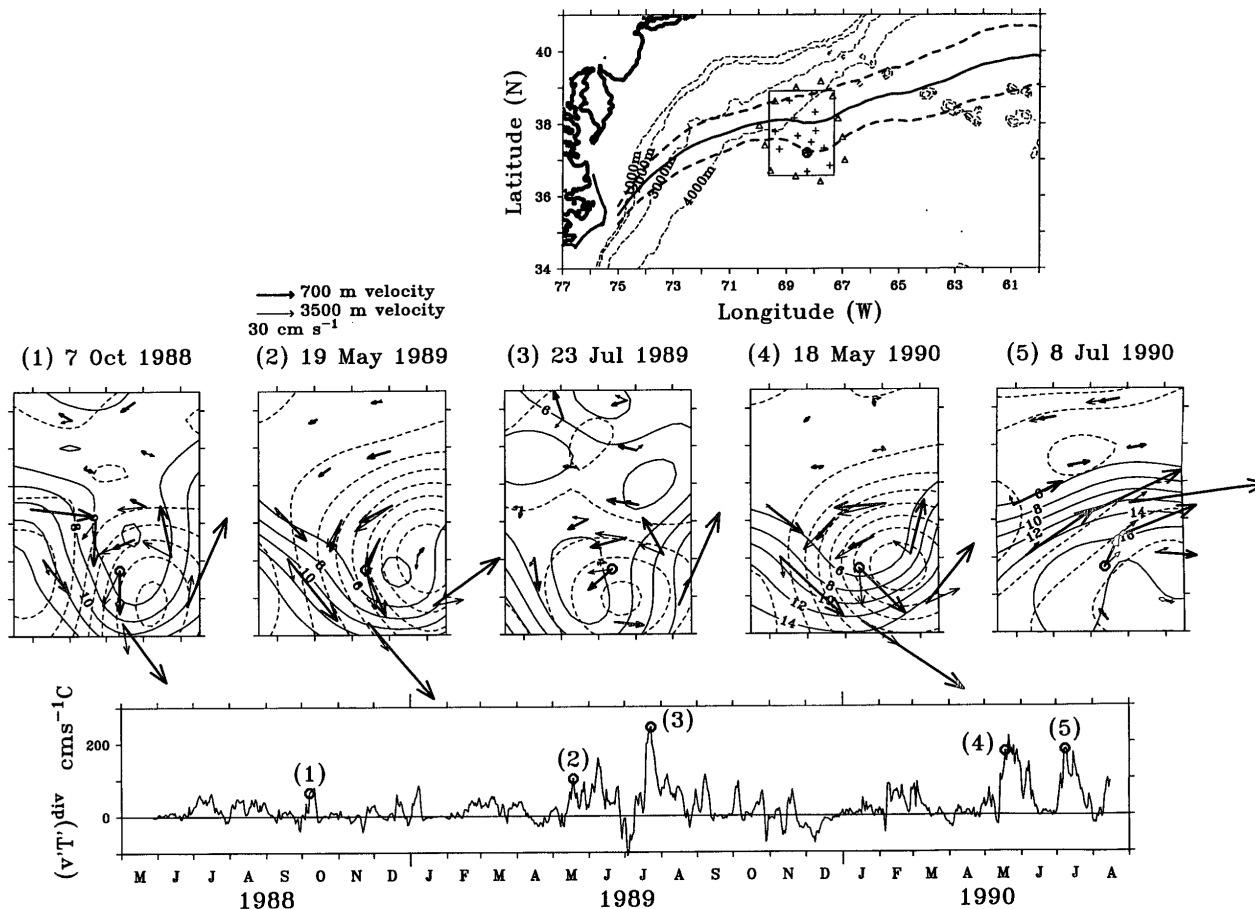 Latitude (N)
40
38
36
34
1000m
2000m
3000m
4000m
77 75 73 71 69 67 65 63 61
Longitude (W)
700 m velocity
3500 m velocity
30 cm s⁻¹
(1) 7 Oct 1988
(2) 19 May 1989
(3) 23 Jul 1989
(4) 18 May 1990
(5) 8 Jul 1990
8
10
10
8
6
6
6
8
10
12
14
6
8
10
12
14
16
(v'T')ᵈⁱᵛ cms⁻¹C
200
0
(1)
(2)
(3)
(4)
(5)
M J J A S O N D J F M A M J J A S O N D J F M A M J J A
1988
1989
1990